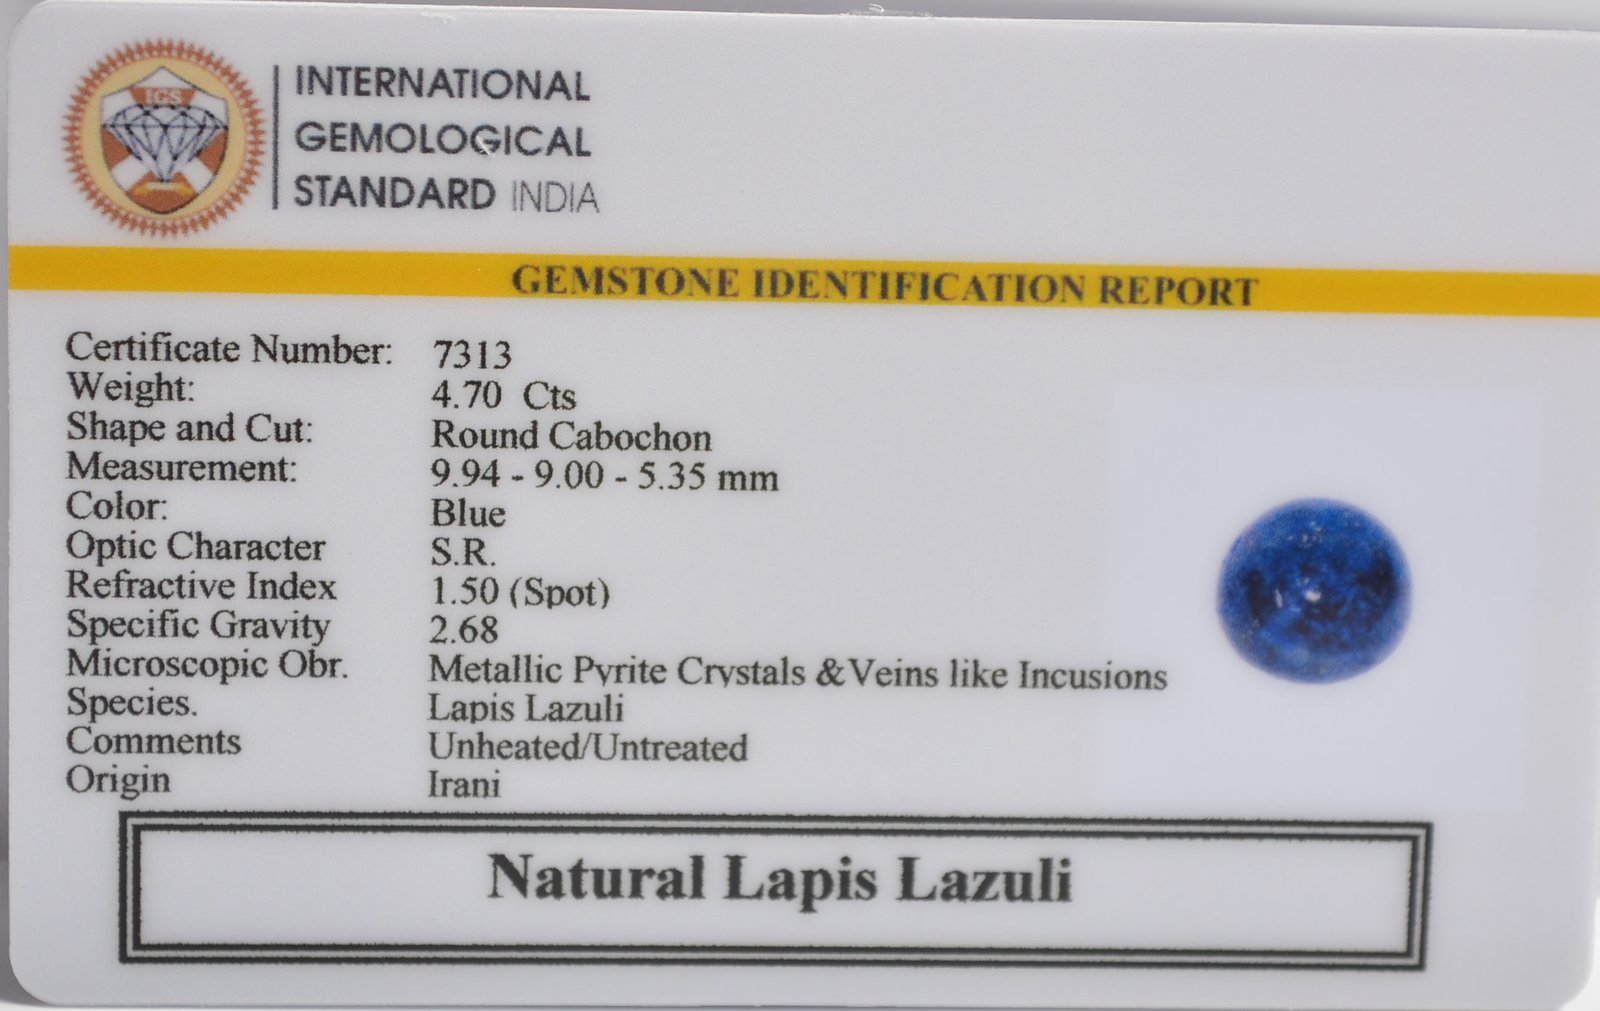 IGS
INTERNATIONAL
GEMOLOGICAL
STANDARD INDIA
GEMSTONE IDENTIFICATION REPORT
Certificate Number: 7313
Weight: 4.70 Cts
Shape and Cut: Round Cabochon
Measurement: 9.94 - 9.00 - 5.35 mm
Color: Blue
Optic Character S.R.
Refractive Index 1.50 (Spot)
Specific Gravity 2.68
Microscopic Obr. Metallic Pyrite Crystals &Veins like Incusions
Species. Lapis Lazuli
Comments Unheated/Untreated
Origin Irani
Natural Lapis Lazuli